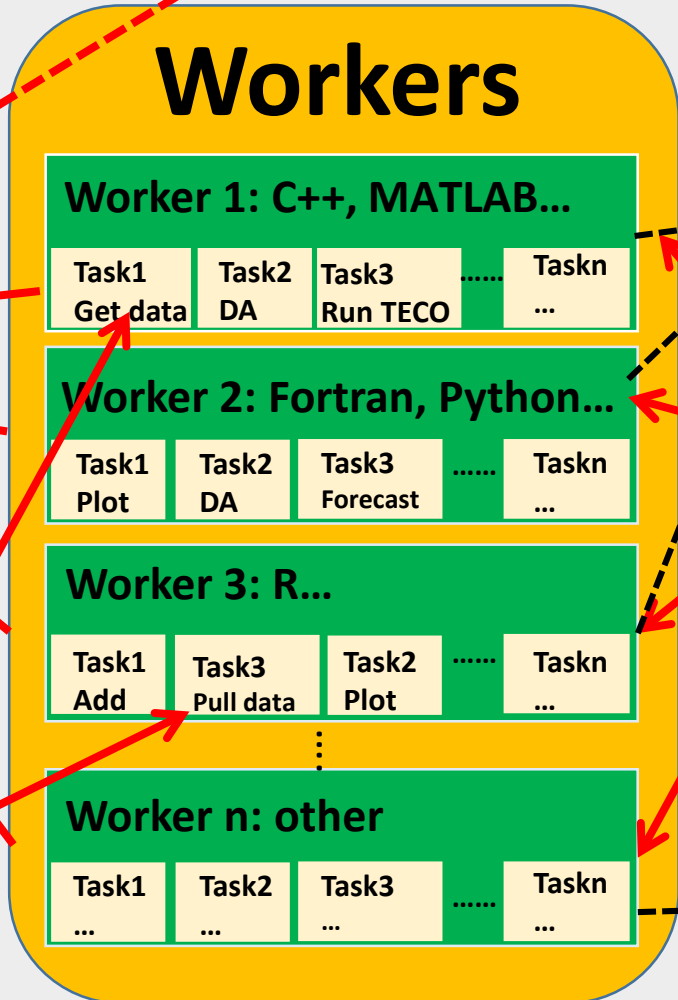 Workers
Worker 1: C++, MATLAB…
Task1 Task2 Task3 …… Taskn
Get data DA Run TECO …
Worker 2: Fortran, Python…
Task1 Task2 Task3 …… Taskn
Plot DA Forecast …
Worker 3: R…
Task1 Task3 Task2 …… Taskn
Add Pull data Plot …
Worker n: other
Task1 Task2 Task3 …… Taskn
… … … …